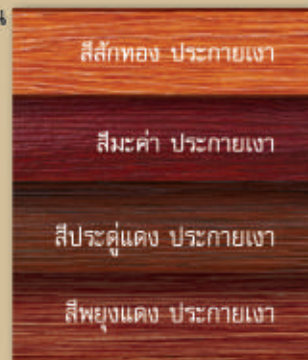 สีสักทอง ประกายเงา
สีมะค่า ประกายเงา
สีประดู่แดง ประกายเงา
สีพยุงแดง ประกายเงา